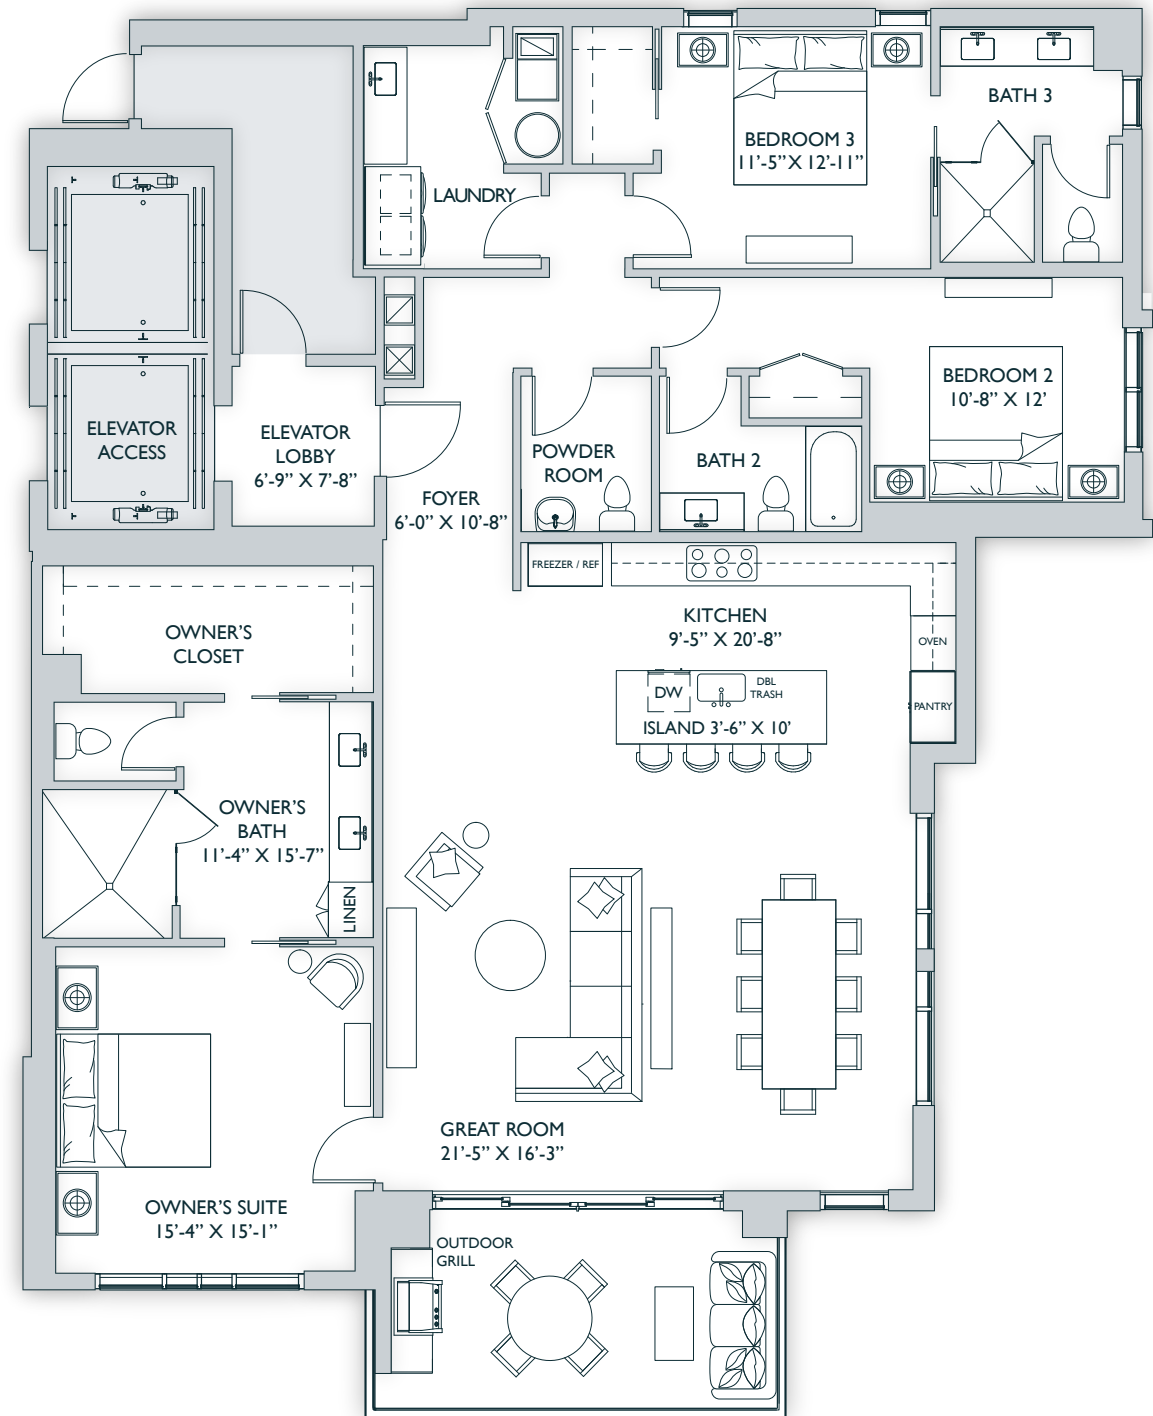 BATH 3
BEDROOM 3
11'-5” X 12'-11”
LAUNDRY
BEDROOM 2
10'-8” X 12'
ELEVATOR
ACCESS
ELEVATOR
LOBBY
6'-9” X 7'-8”
POWDER
ROOM
BATH 2
FOYER
6'-0” X 10'-8”
FREEZER / REF
KITCHEN
9'-5” X 20'-8”
OVEN
OWNER'S
CLOSET
DW
DBL
TRASH
PANTRY
ISLAND 3'-6” X 10'
OWNER'S
BATH
11'-4” X 15'-7”
LINEN
GREAT ROOM
21'-5” X 16'-3”
OWNER'S SUITE
15'-4” X 15'-1”
OUTDOOR
GRILL